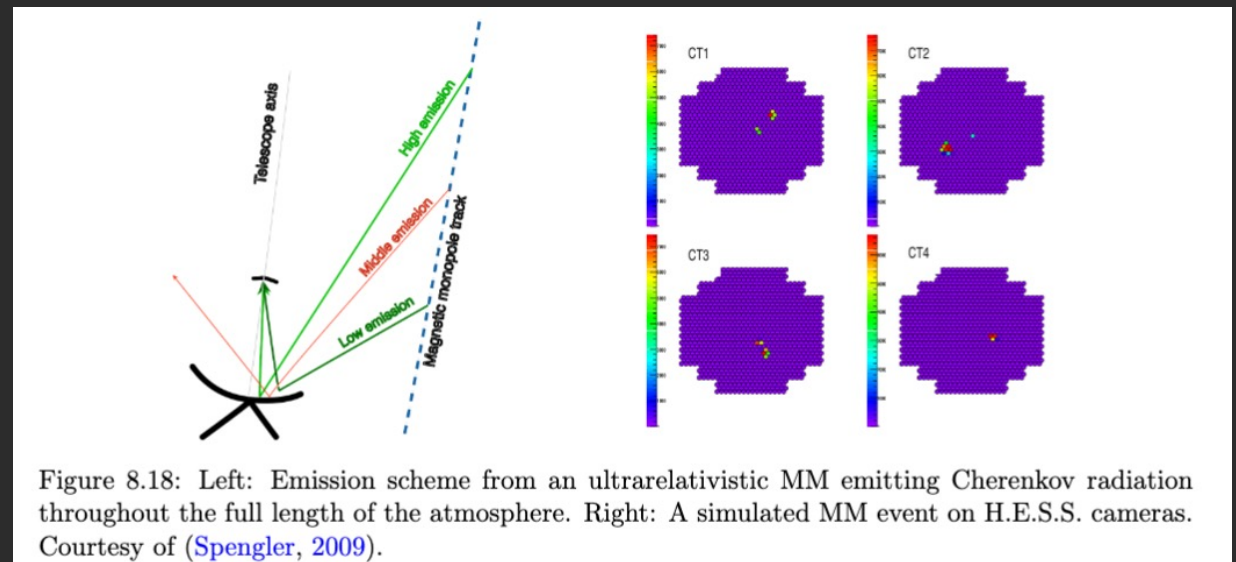 Telescope axis
High emission
Middle emission
Low emission
Magnetic monopole track
CT1
CT2
CT3
CT4
Figure 8.18: Left: Emission scheme from an ultrarelativistic MM emitting Cherenkov radiation
throughout the full length of the atmosphere. Right: A simulated MM event on H.E.S.S. cameras.
Courtesy of (Spengler, 2009).